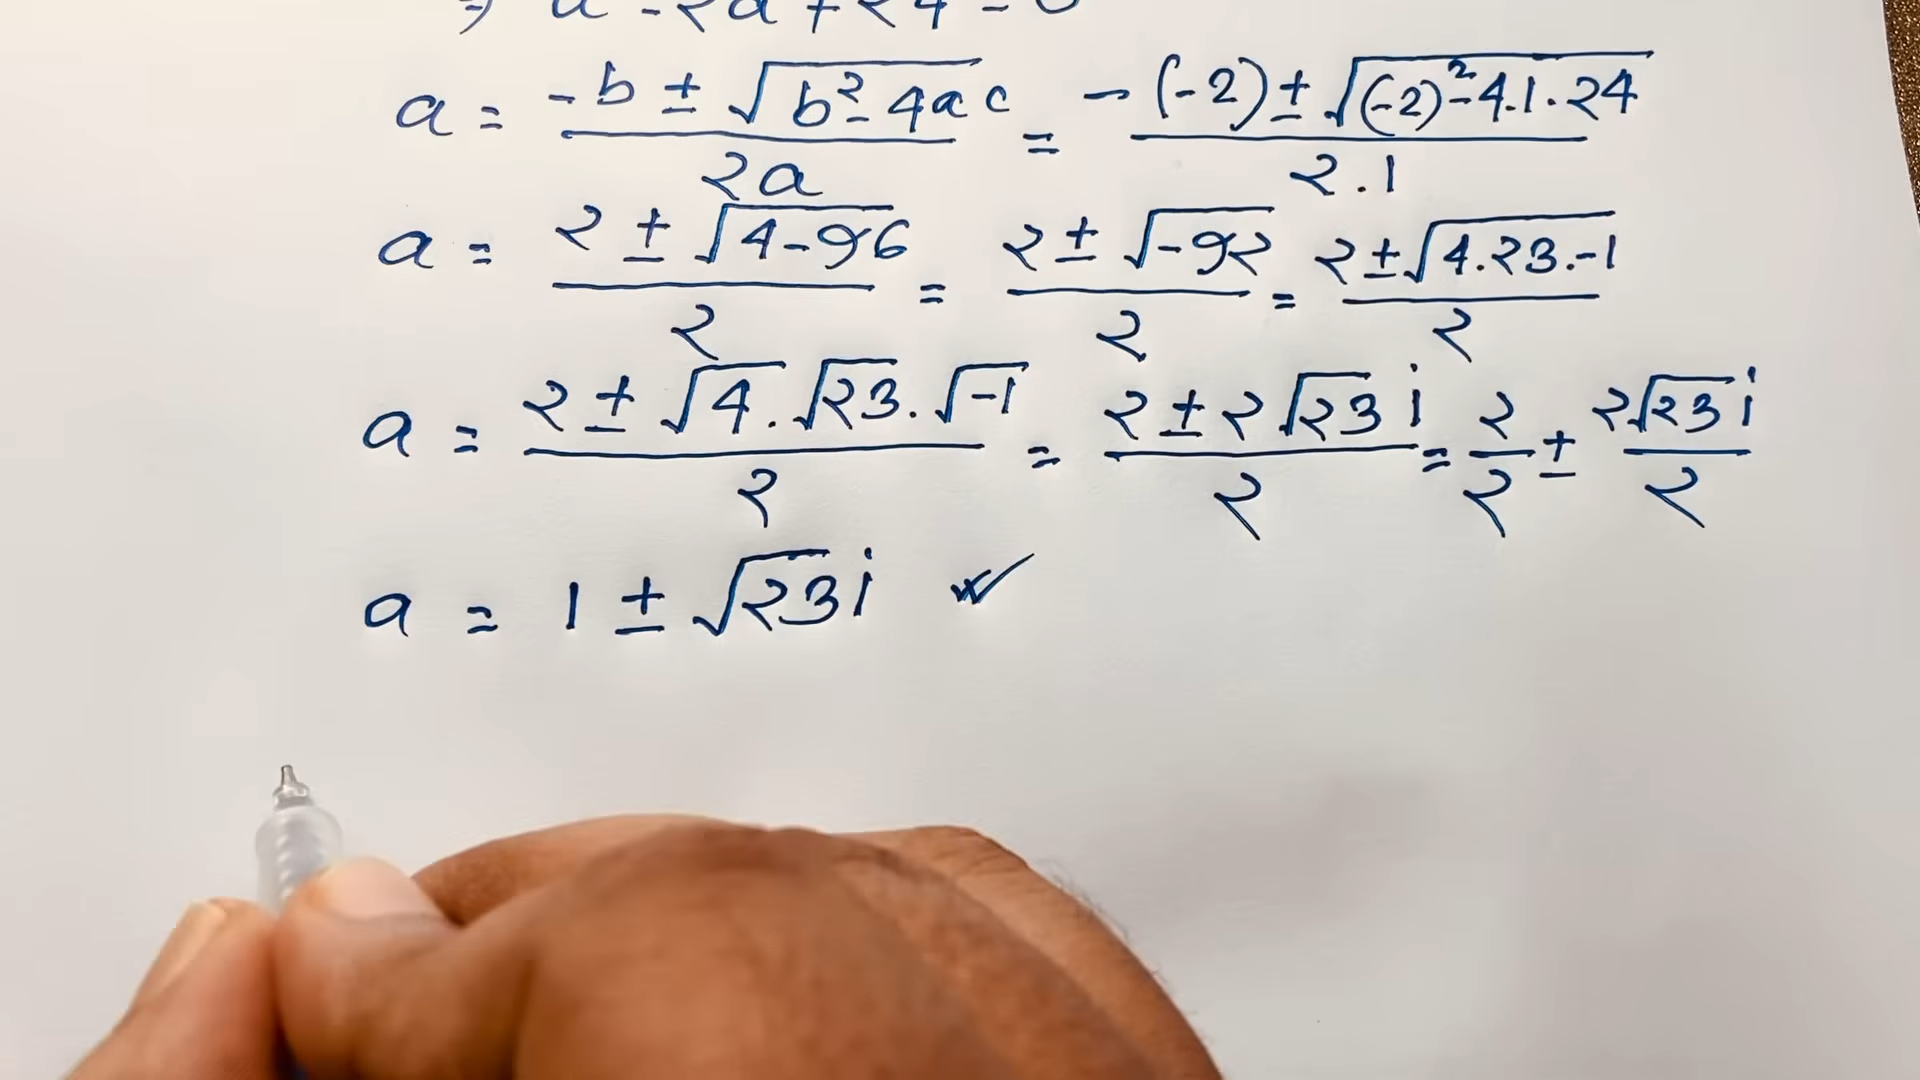 a = -b ± √(b² - 4ac) / 2a = -(-2) ± √((-2)² - 4.1.24) / 2.1
a = 2 ± √(4-96) / 2 = 2 ± √-92 / 2 = 2 ± √(4.23.-1) / 2
a = 2 ± √4.√23.√-1 / 2 = 2 ± 2√23 i / 2 = 2/2 ± 2√23 i / 2
a = 1 ± √23 i ✓